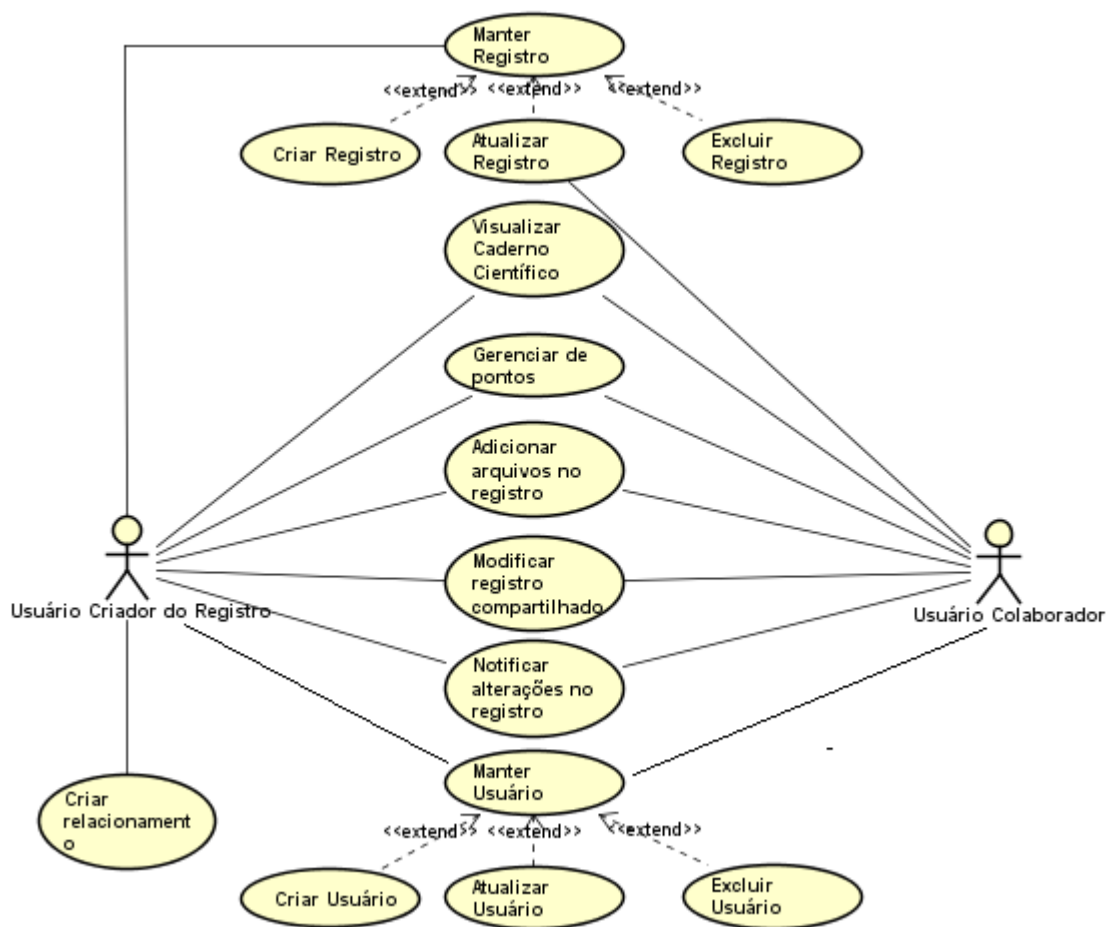 Manter
Registro
<<extend>>
<<extend>>
<<extend>>
Criar Registro
Atualizar
Registro
Excluir
Registro
Visualizar
Caderno
Científico
Gerenciar de
pontos
Adicionar
arquivos no
registro
Modificar
registro
compartilhado
Usuário Criador do Registro
Usuário Colaborador
Notificar
alterações no
registro
Manter
Usuário
Criar
relacionament
o
<<extend>>
<<extend>>
<<extend>>
Criar Usuário
Atualizar
Usuário
Excluir
Usuário